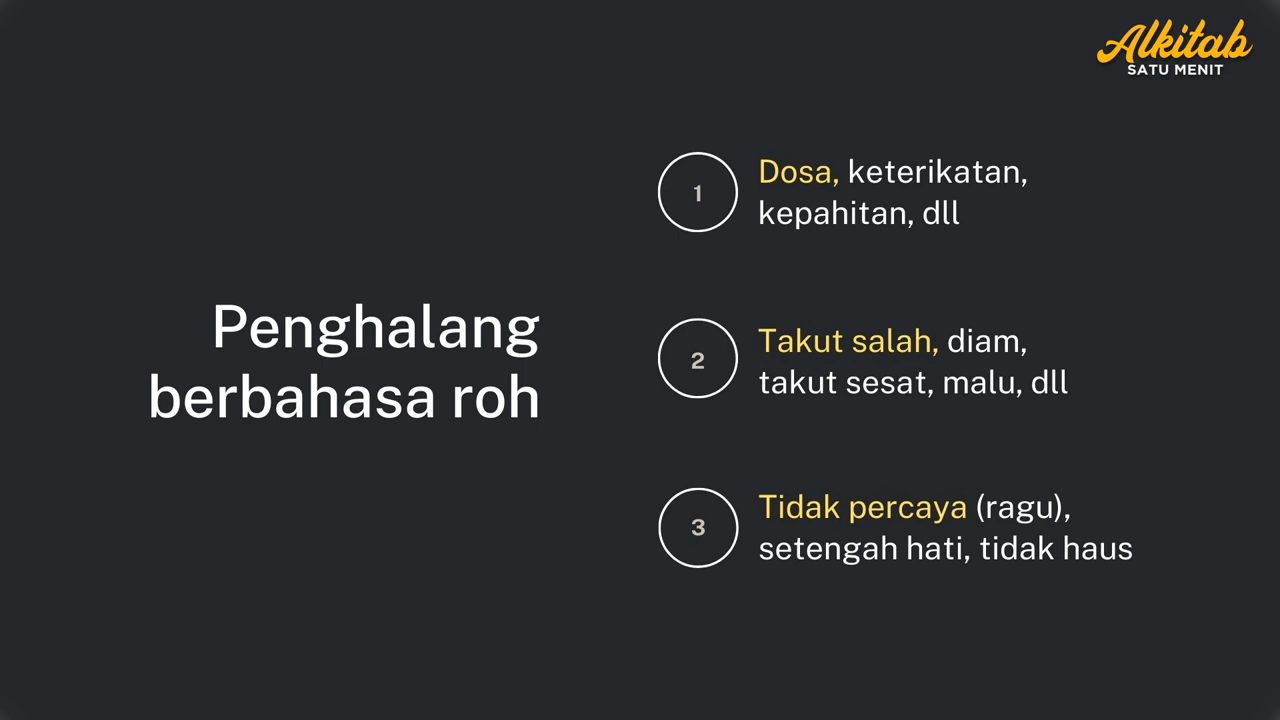 Alkitab
SATU MENIT
Penghalang
berbahasa roh
1
Dosa, keterikatan,
kepahitan, dll
2
Takut salah, diam,
takut sesat, malu, dll
3
Tidak percaya (ragu),
setengah hati, tidak haus